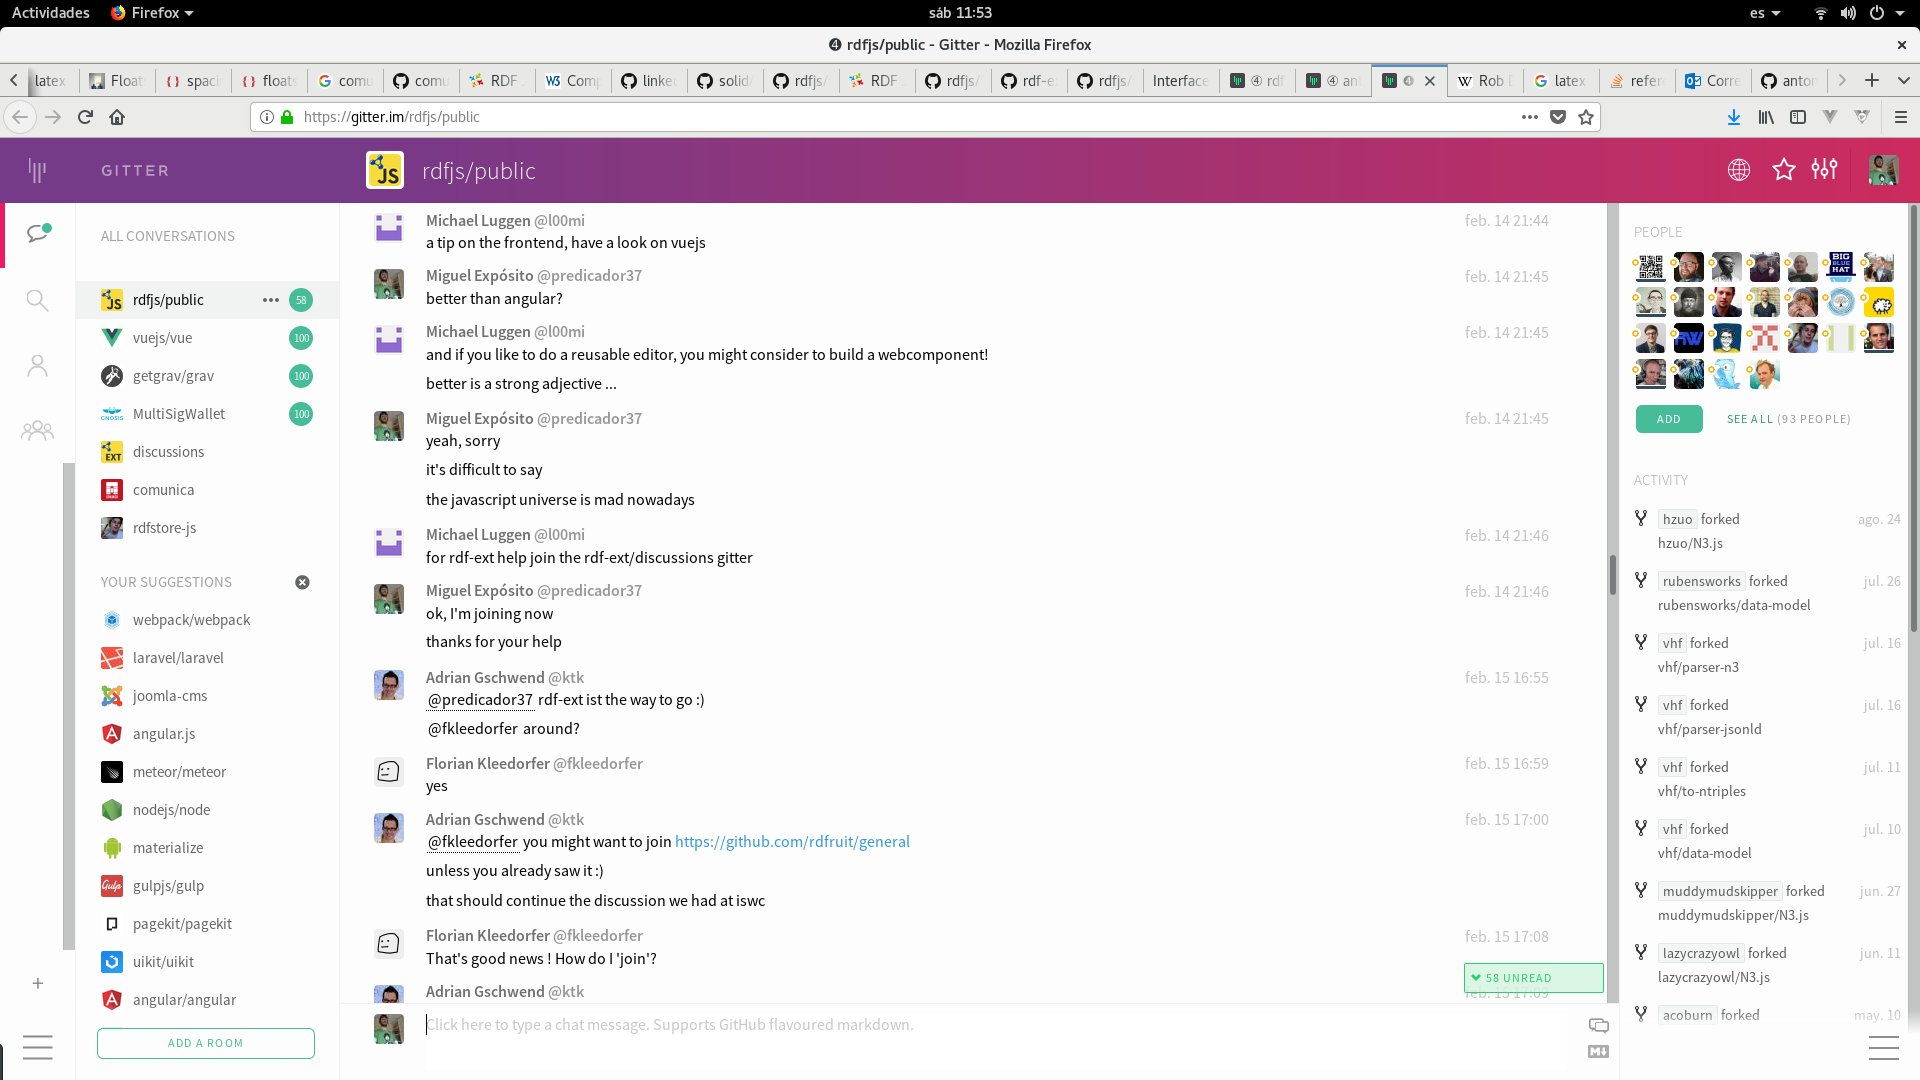 Actividades
Firefox
sáb 11:53
es
❹ rdfjs/public - Gitter - Mozilla Firefox
latex
Float
spaci
floats
comu
comu
RDF
Comp
linke
solid/
rdfjs/
RDF
rdfjs/
rdf-e
rdfjs/
Interface
④ rdf
④ an
④
Rob
latex
refer
Corre
anton
https://gitter.im/rdfjs/public
GITTER
rdfjs/public
ALL CONVERSATIONS
rdfjs/public
58
vuejs/vue
100
getgrav/grav
100
MultiSigWallet
100
discussions
comunica
rdfstore-js
YOUR SUGGESTIONS
webpack/webpack
laravel/laravel
joomla-cms
angular.js
meteor/meteor
nodejs/node
materialize
gulpjs/gulp
pagekit/pagekit
uikit/uikit
angular/angular
ADD A ROOM
Michael Luggen @l00mi
feb. 14 21:44
a tip on the frontend, have a look on vuejs
Miguel Expósito @predicador37
feb. 14 21:45
better than angular?
Michael Luggen @l00mi
feb. 14 21:45
and if you like to do a reusable editor, you might consider to build a webcomponent!
better is a strong adjective ...
Miguel Expósito @predicador37
feb. 14 21:45
yeah, sorry
it's difficult to say
the javascript universe is mad nowadays
Michael Luggen @l00mi
feb. 14 21:46
for rdf-ext help join the rdf-ext/discussions gitter
Miguel Expósito @predicador37
feb. 14 21:46
ok, I'm joining now
thanks for your help
Adrian Gschwend @ktk
feb. 15 16:55
@predicador37 rdf-ext ist the way to go :)
@fkleedorfer around?
Florian Kleedorfer @fkleedorfer
feb. 15 16:59
yes
Adrian Gschwend @ktk
feb. 15 17:00
@fkleedorfer you might want to join https://github.com/rdfruit/general
unless you already saw it :)
that should continue the discussion we had at iswc
Florian Kleedorfer @fkleedorfer
feb. 15 17:08
That's good news ! How do I 'join'?
58 UNREAD
Adrian Gschwend @ktk
feb. 15 17:09
Click here to type a chat message. Supports GitHub flavoured markdown.
PEOPLE
BIG
BLUE
HAT
ADD
SEE ALL (93 PEOPLE)
ACTIVITY
hzuo forked
ago. 24
hzuo/N3.js
rubensworks forked
jul. 26
rubensworks/data-model
vhf forked
jul. 16
vhf/parser-n3
vhf forked
jul. 16
vhf/parser-jsonld
vhf forked
jul. 11
vhf/to-ntriples
vhf forked
jul. 10
vhf/data-model
muddymudskipper forked
jun. 27
muddymudskipper/N3.js
lazycrazyowl forked
jun. 11
lazycrazyowl/N3.js
acoburn forked
may. 10